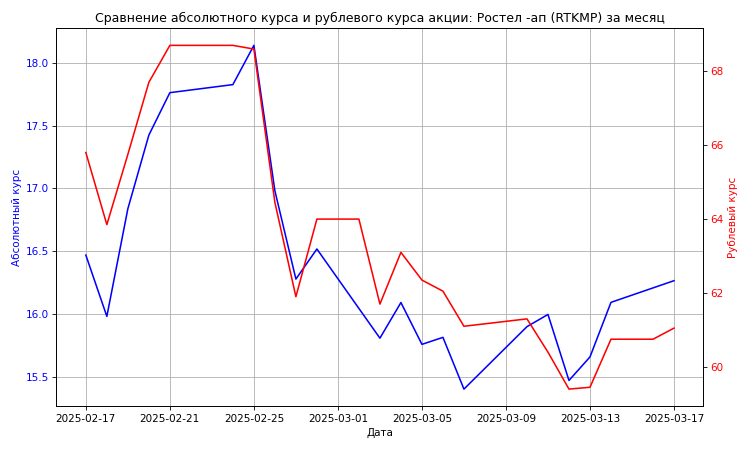 Сравнение абсолютного курса и рублевого курса акции: Ростел -ап (RTKMP) за месяц
Абсолютный курс
18.0
17.5
17.0
16.5
16.0
15.5
68
66
64
62
60
Рублевый курс
2025-02-17 2025-02-21 2025-02-25 2025-03-01 2025-03-05 2025-03-09 2025-03-13 2025-03-17
Дата